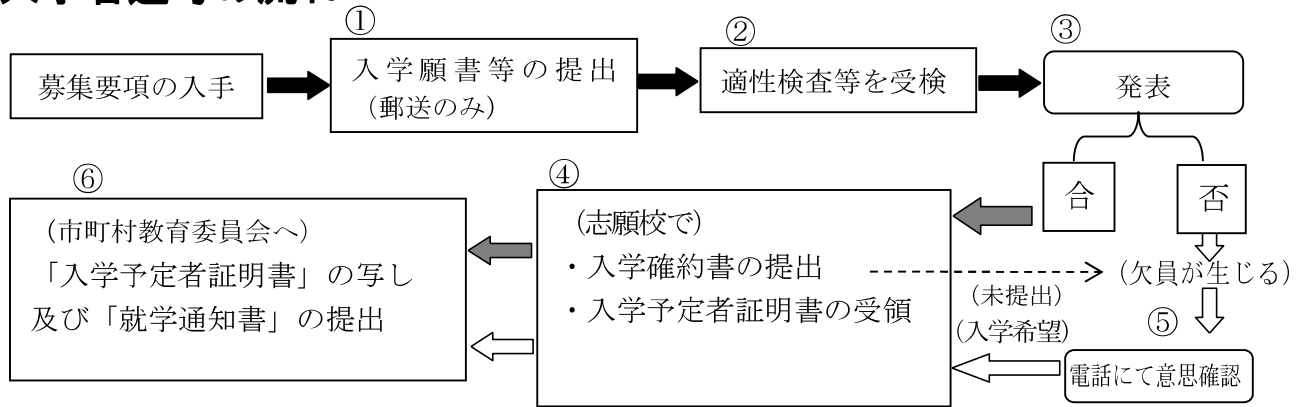 ①
募集要項の入手
入学願書等の提出
(郵送のみ)
②
適性検査等を受検
③
発表
合
否
④
(志願校で)
・入学確約書の提出
・入学予定者証明書の受領
(未提出)
(欠員が生じる)
⑤
(入学希望)
電話にて意思確認
⑥
(市町村教育委員会へ)
「入学予定者証明書」の写し
及び「就学通知書」の提出